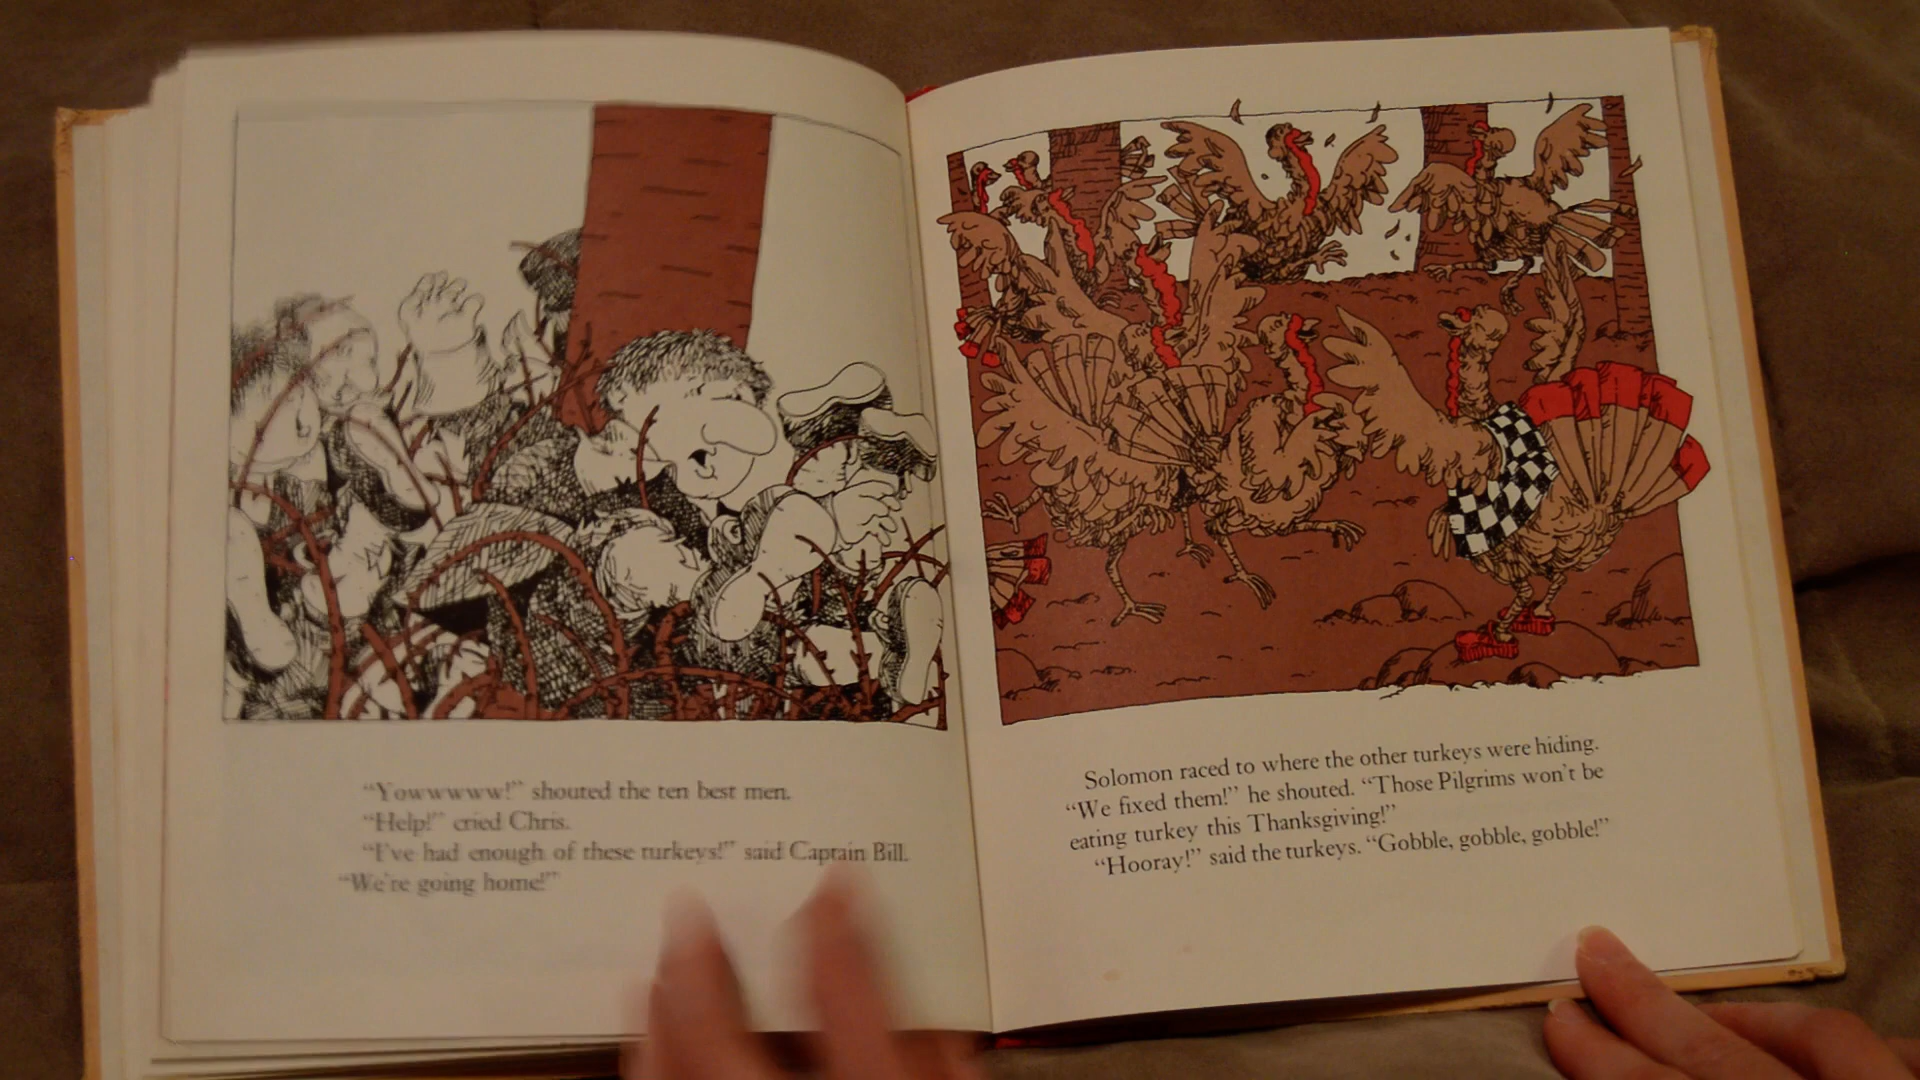 “Yowwwww!” shouted the ten best men.
“Help!” cried Chris.
“I’ve had enough of these turkeys!” said Captain Bill.
“We’re going home!”
Solomon raced to where the other turkeys were hiding.
“We fixed them!” he shouted. “Those Pilgrims won’t be
eating turkey this Thanksgiving!”
“Hooray!” said the turkeys. “Gobble, gobble, gobble!”